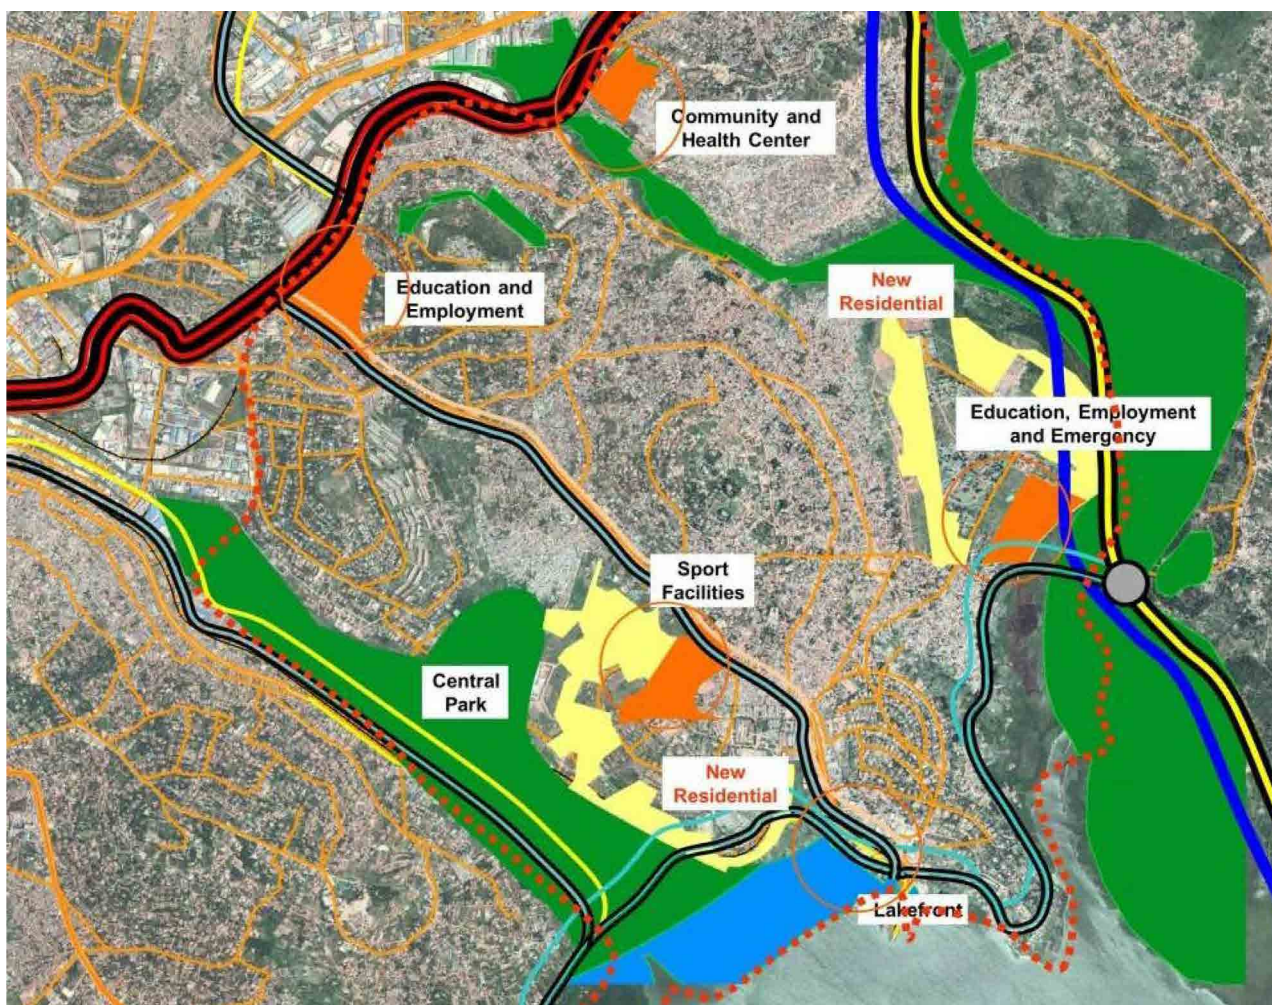 Community and
Health Center
Education and
Employment
New
Residential
Education, Employment
and Emergency
Sport
Facilities
Central
Park
New
Residential
Lakefront